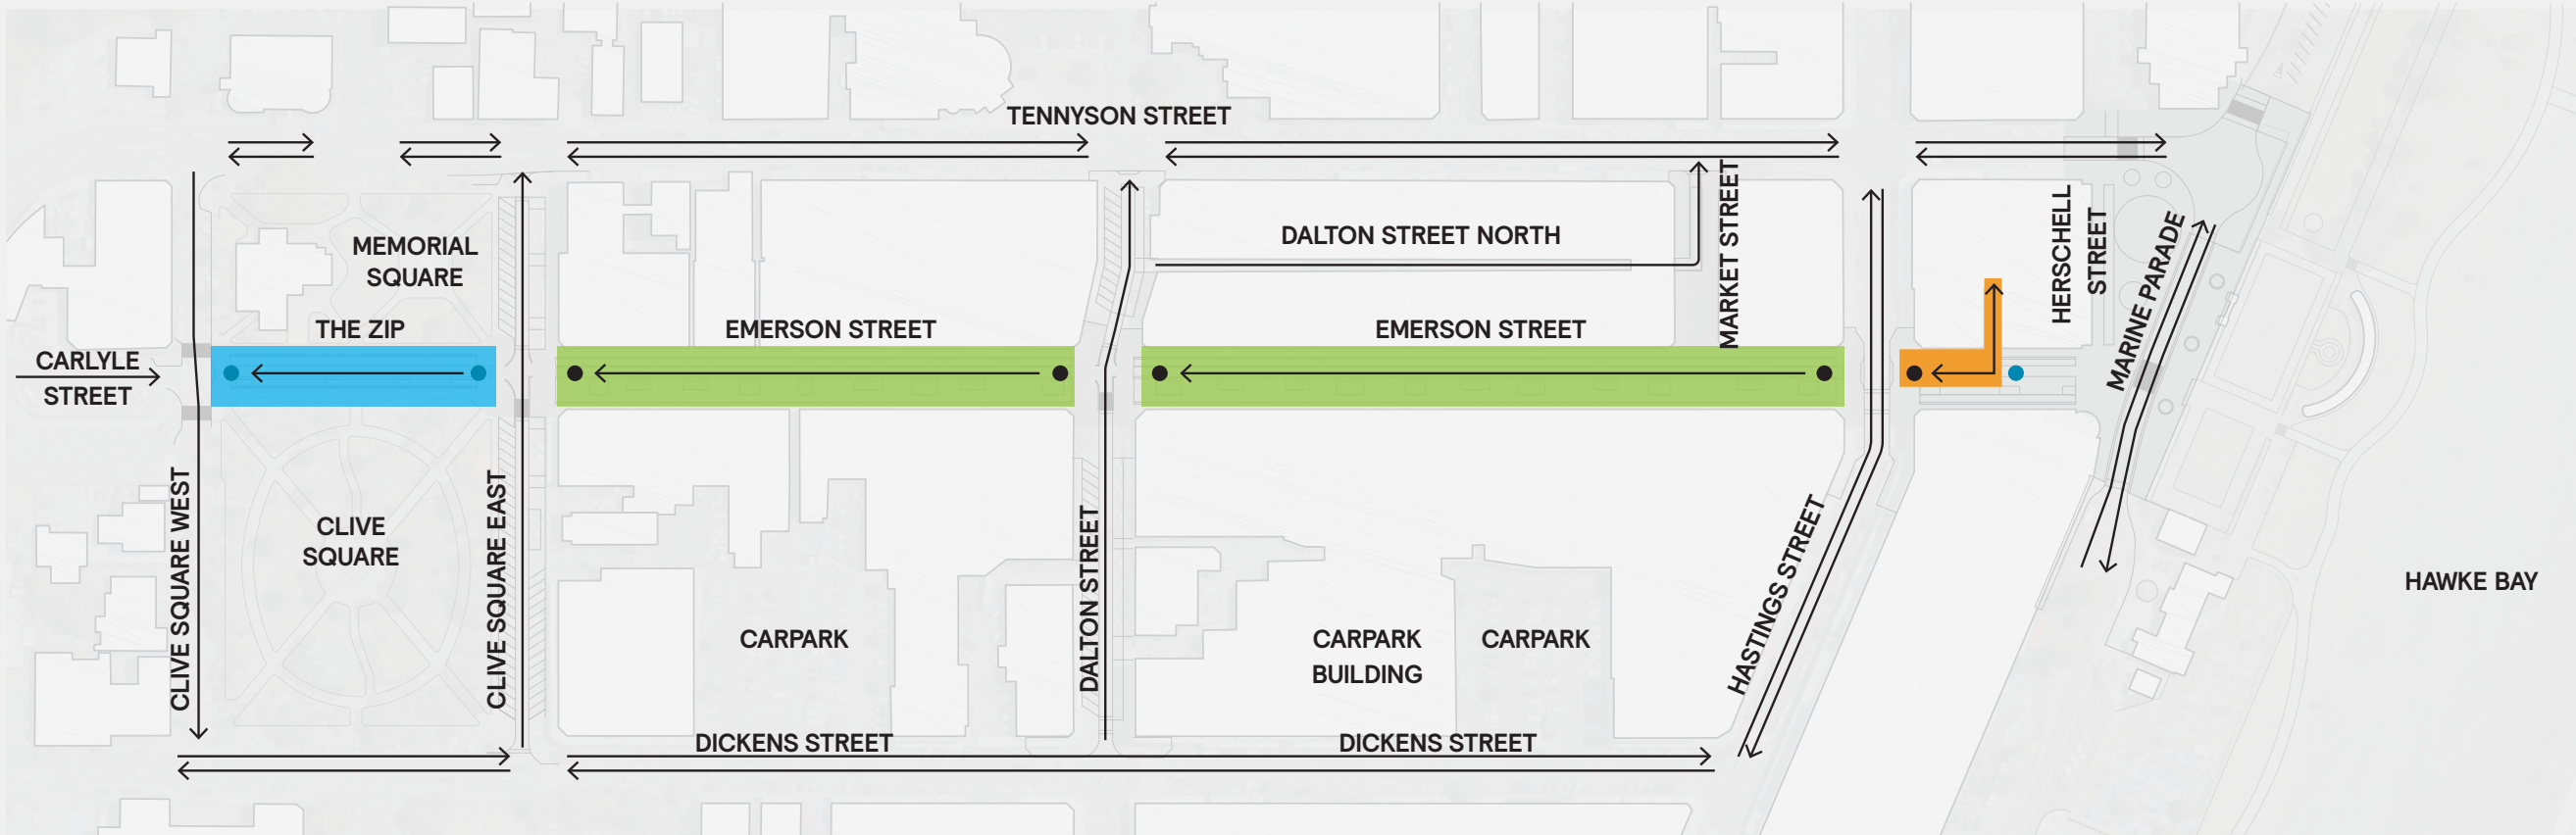 TENNYSON STREET
MEMORIAL
SQUARE
DALTON STREET NORTH
MARKET STREET
HERSCHELL
STREET
MARINE PARADE
THE ZIP
EMERSON STREET
EMERSON STREET
CARLYLE
STREET
CLIVE SQUARE WEST
CLIVE
SQUARE
CLIVE SQUARE EAST
DALTON STREET
HASTINGS STREET
HAWKE BAY
CARPARK
CARPARK
BUILDING
CARPARK
DICKENS STREET
DICKENS STREET